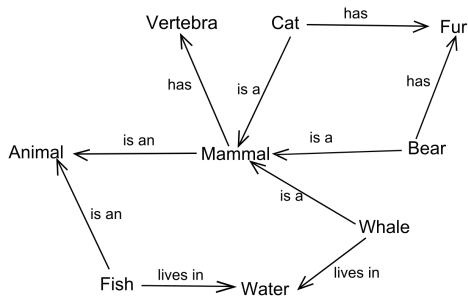 Vertebra
Cat
has
Fur
has
is a
has
is an
is a
Animal
Mammal
Bear
is a
is an
Whale
Fish
lives in
Water
lives in